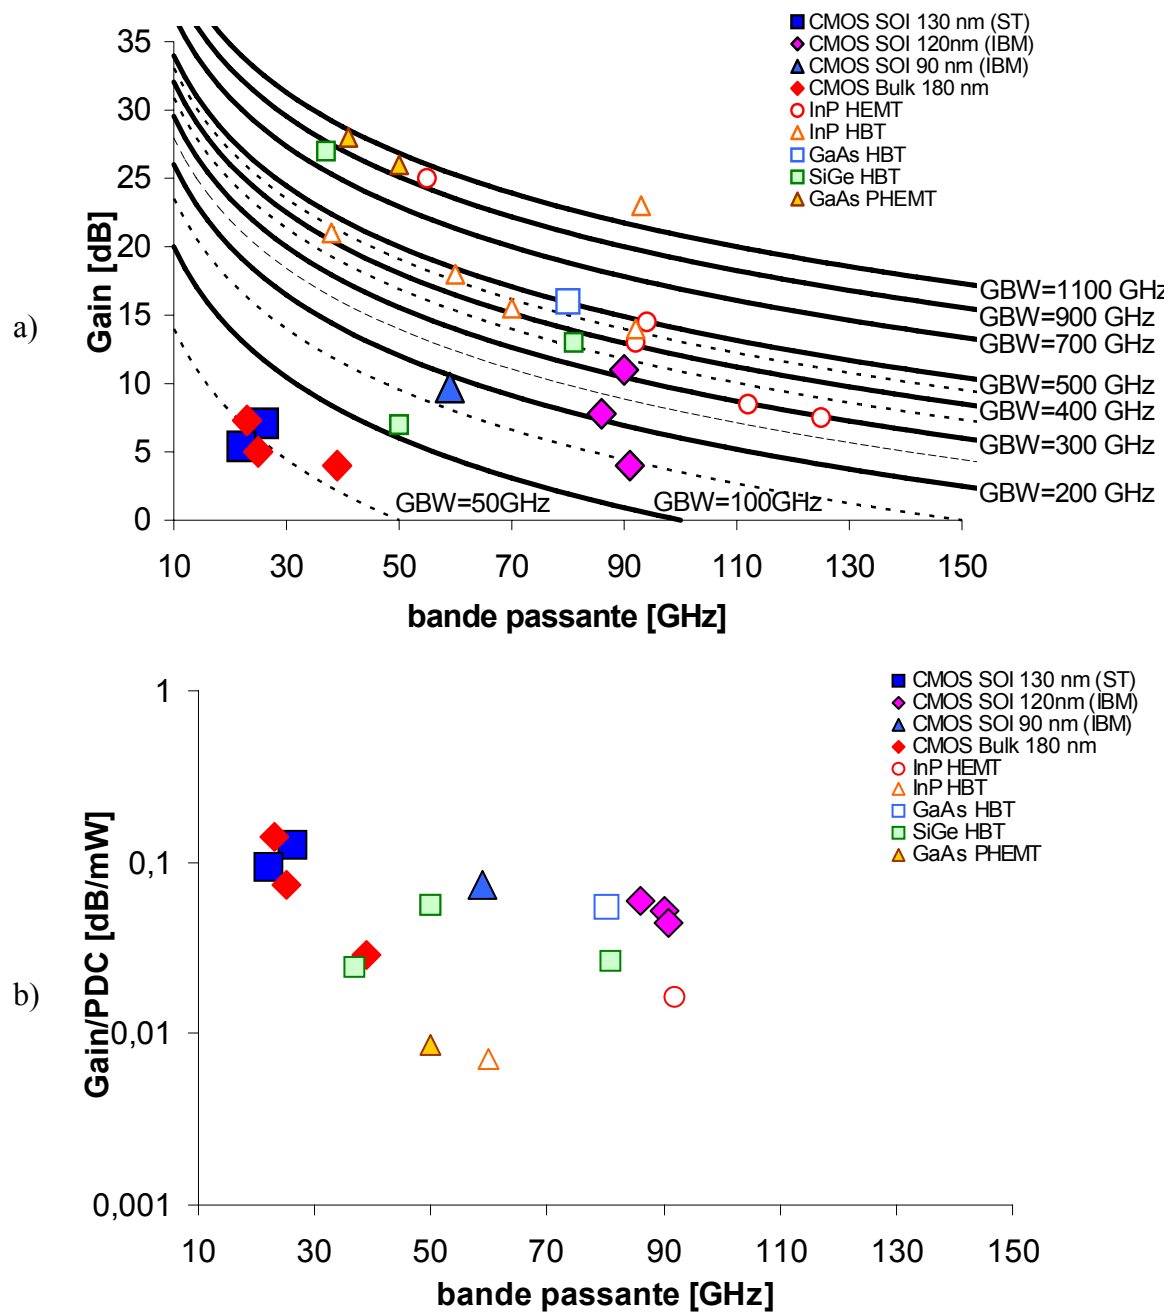 CMOS SOI 130 nm (ST)
CMOS SOI 120nm (IBM)
CMOS SOI 90 nm (IBM)
CMOS Bulk 180 nm
InP HEMT
InP HBT
GaAs HBT
SiGe HBT
GaAs PHEMT
35
30
25
20
15
10
5
0
Gain [dB]
a)
GBW=1100 GHz
GBW=900 GHz
GBW=700 GHz
GBW=500 GHz
GBW=400 GHz
GBW=300 GHz
GBW=200 GHz
GBW=50GHz
GBW=100GHz
10 30 50 70 90 110 130 150
bande passante [GHz]
CMOS SOI 130 nm (ST)
CMOS SOI 120nm (IBM)
CMOS SOI 90 nm (IBM)
CMOS Bulk 180 nm
InP HEMT
InP HBT
GaAs HBT
SiGe HBT
GaAs PHEMT
1
0,1
0,01
0,001
Gain/PDC [dB/mW]
b)
10 30 50 70 90 110 130 150
bande passante [GHz]